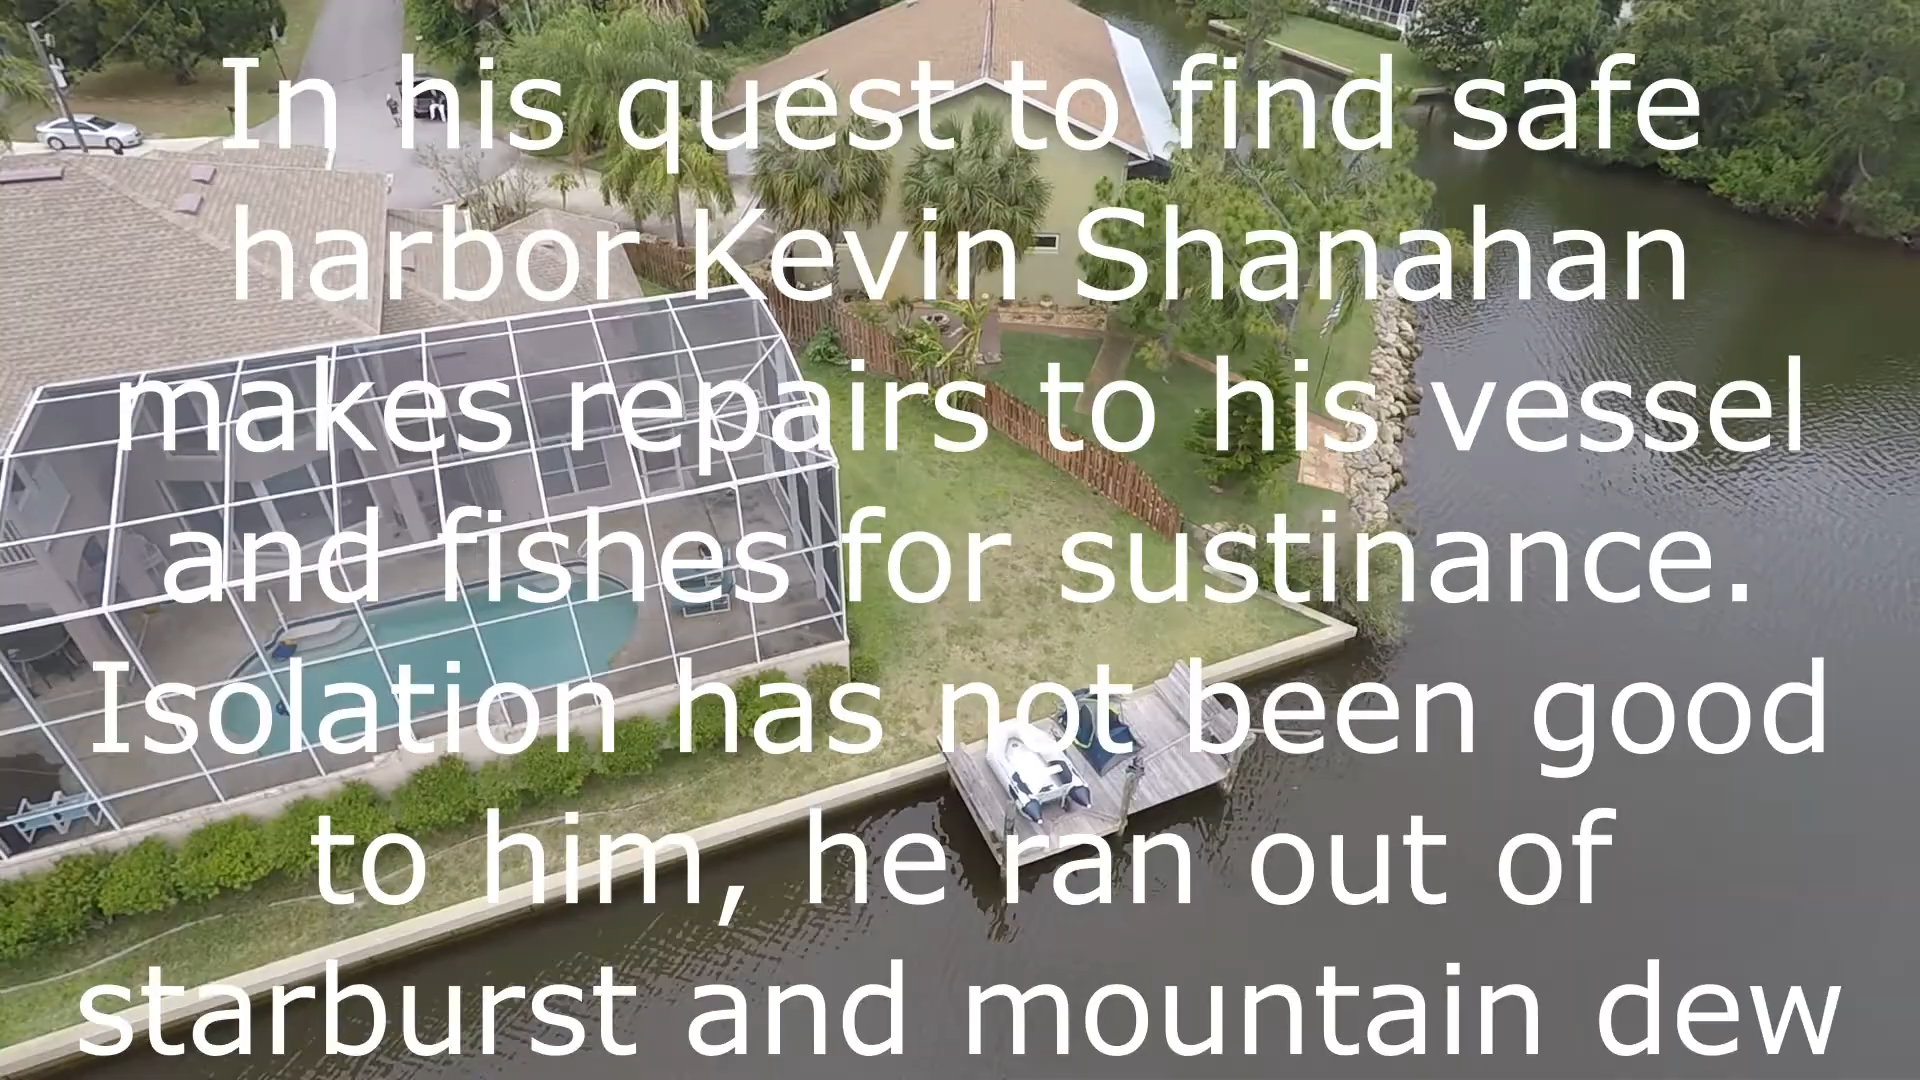 In his quest to find safe
harbor Kevin Shanahan
makes repairs to his vessel
and fishes for sustinance.
Isolation has not been good
to him, he ran out of
starburst and mountain dew